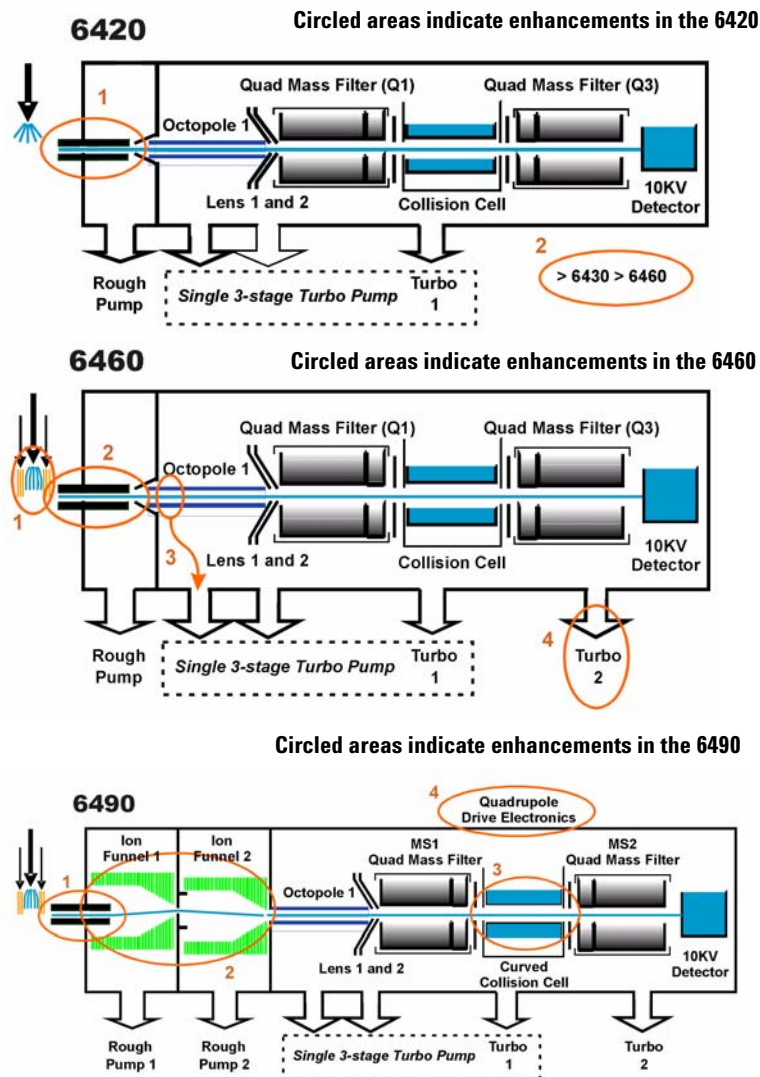 6420
Circled areas indicate enhancements in the 6420
1
Quad Mass Filter (Q1)
Quad Mass Filter (Q3)
Octopole 1
Lens 1 and 2
Collision Cell
10KV
Detector
2
> 6430 > 6460
Rough
Pump
Single 3-stage Turbo Pump
Turbo
1
6460
Circled areas indicate enhancements in the 6460
2
Quad Mass Filter (Q1)
Quad Mass Filter (Q3)
Octopole 1
1
3
Lens 1 and 2
Collision Cell
10KV
Detector
Rough
Pump
Single 3-stage Turbo Pump
Turbo
1
4
Turbo
2
Circled areas indicate enhancements in the 6490
6490
4
Quadrupole
Drive Electronics
Ion
Funnel 1
Ion
Funnel 2
MS1
Quad Mass Filter
MS2
Quad Mass Filter
1
3
Octopole 1
2
Lens 1 and 2
Curved
Collision Cell
10KV
Detector
Rough
Pump 1
Rough
Pump 2
Single 3-stage Turbo Pump
Turbo
1
Turbo
2